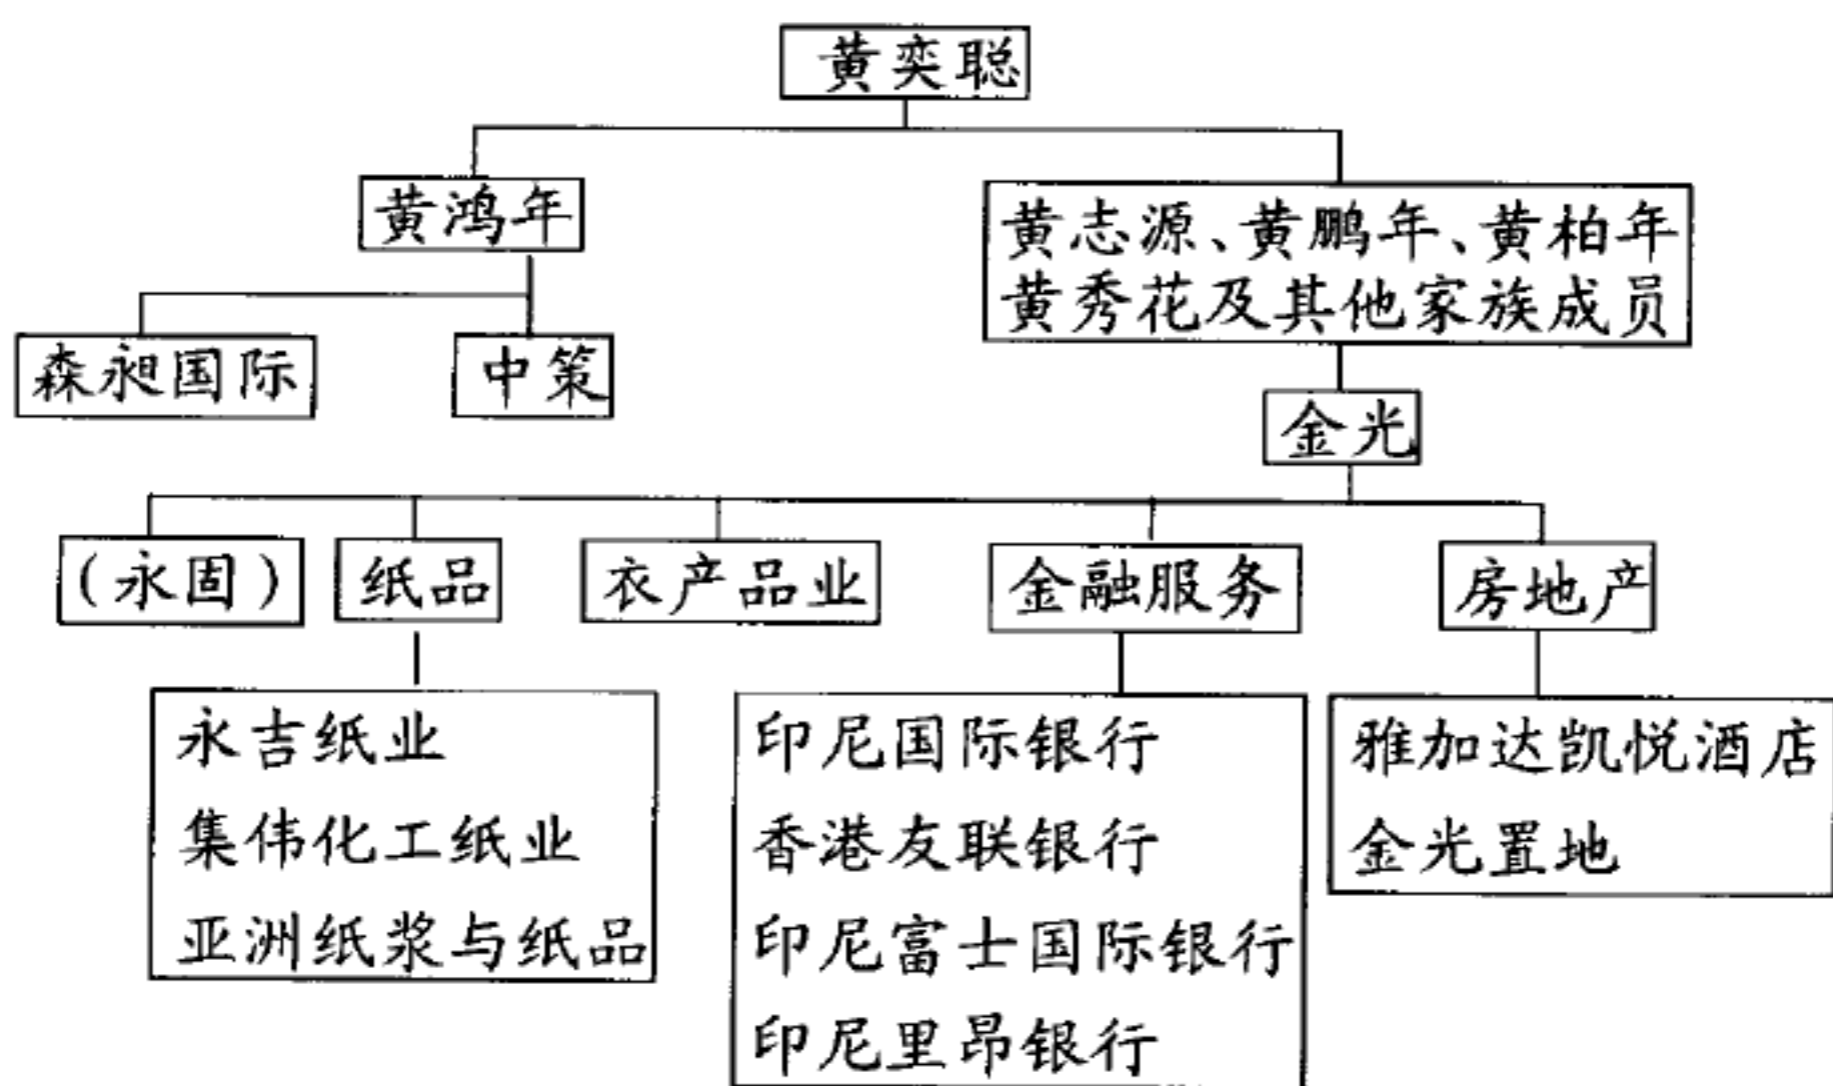 黄奕聪
黄鸿年
黄志源、黄鹏年、黄柏年
黄秀花及其他家族成员
森昶国际
中策
金光
(永固)
纸品
衣产品业
金融服务
房地产
永吉纸业
集伟化工纸业
亚洲纸浆与纸品
印尼国际银行
香港友联银行
印尼富士国际银行
印尼里昂银行
雅加达凯悦酒店
金光置地